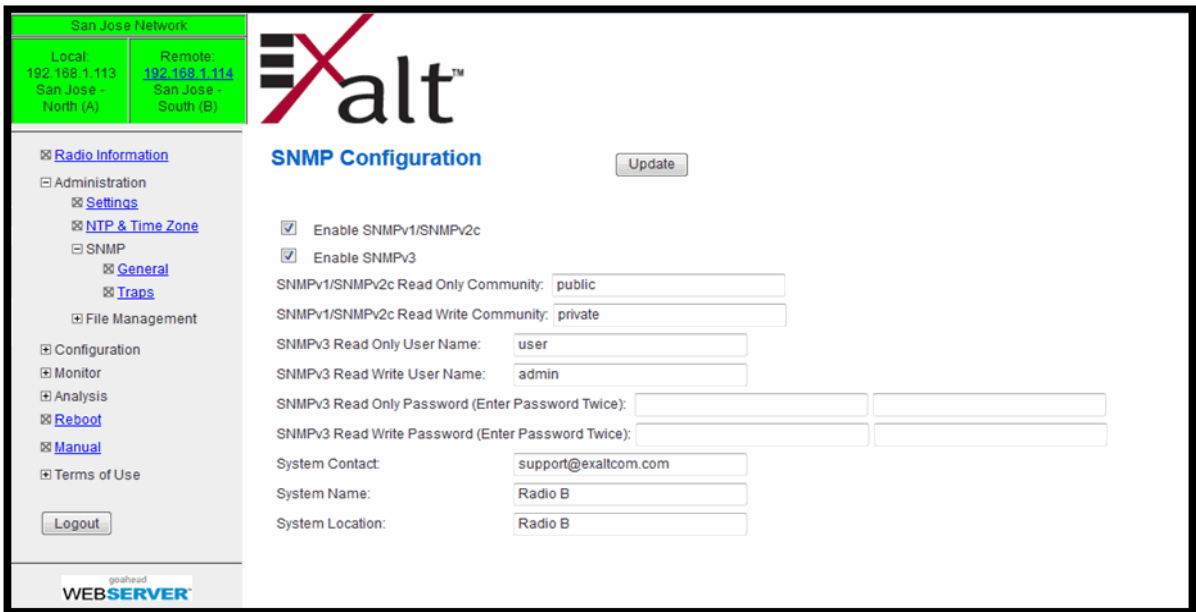 San Jose Network
Local:
192.168.1.113
San Jose -
North (A)
Remote:
192.168.1.114
San Jose -
South (B)
Exalt™
Radio Information
Administration
Settings
NTP & Time Zone
SNMP
General
Traps
File Management
Configuration
Monitor
Analysis
Reboot
Manual
Terms of Use
Logout
goahead
WEBSERVER
SNMP Configuration
Update
Enable SNMPv1/SNMPv2c
Enable SNMPv3
SNMPv1/SNMPv2c Read Only Community: public
SNMPv1/SNMPv2c Read Write Community: private
SNMPv3 Read Only User Name: user
SNMPv3 Read Write User Name: admin
SNMPv3 Read Only Password (Enter Password Twice):
SNMPv3 Read Write Password (Enter Password Twice):
System Contact: support@exaltcom.com
System Name: Radio B
System Location: Radio B